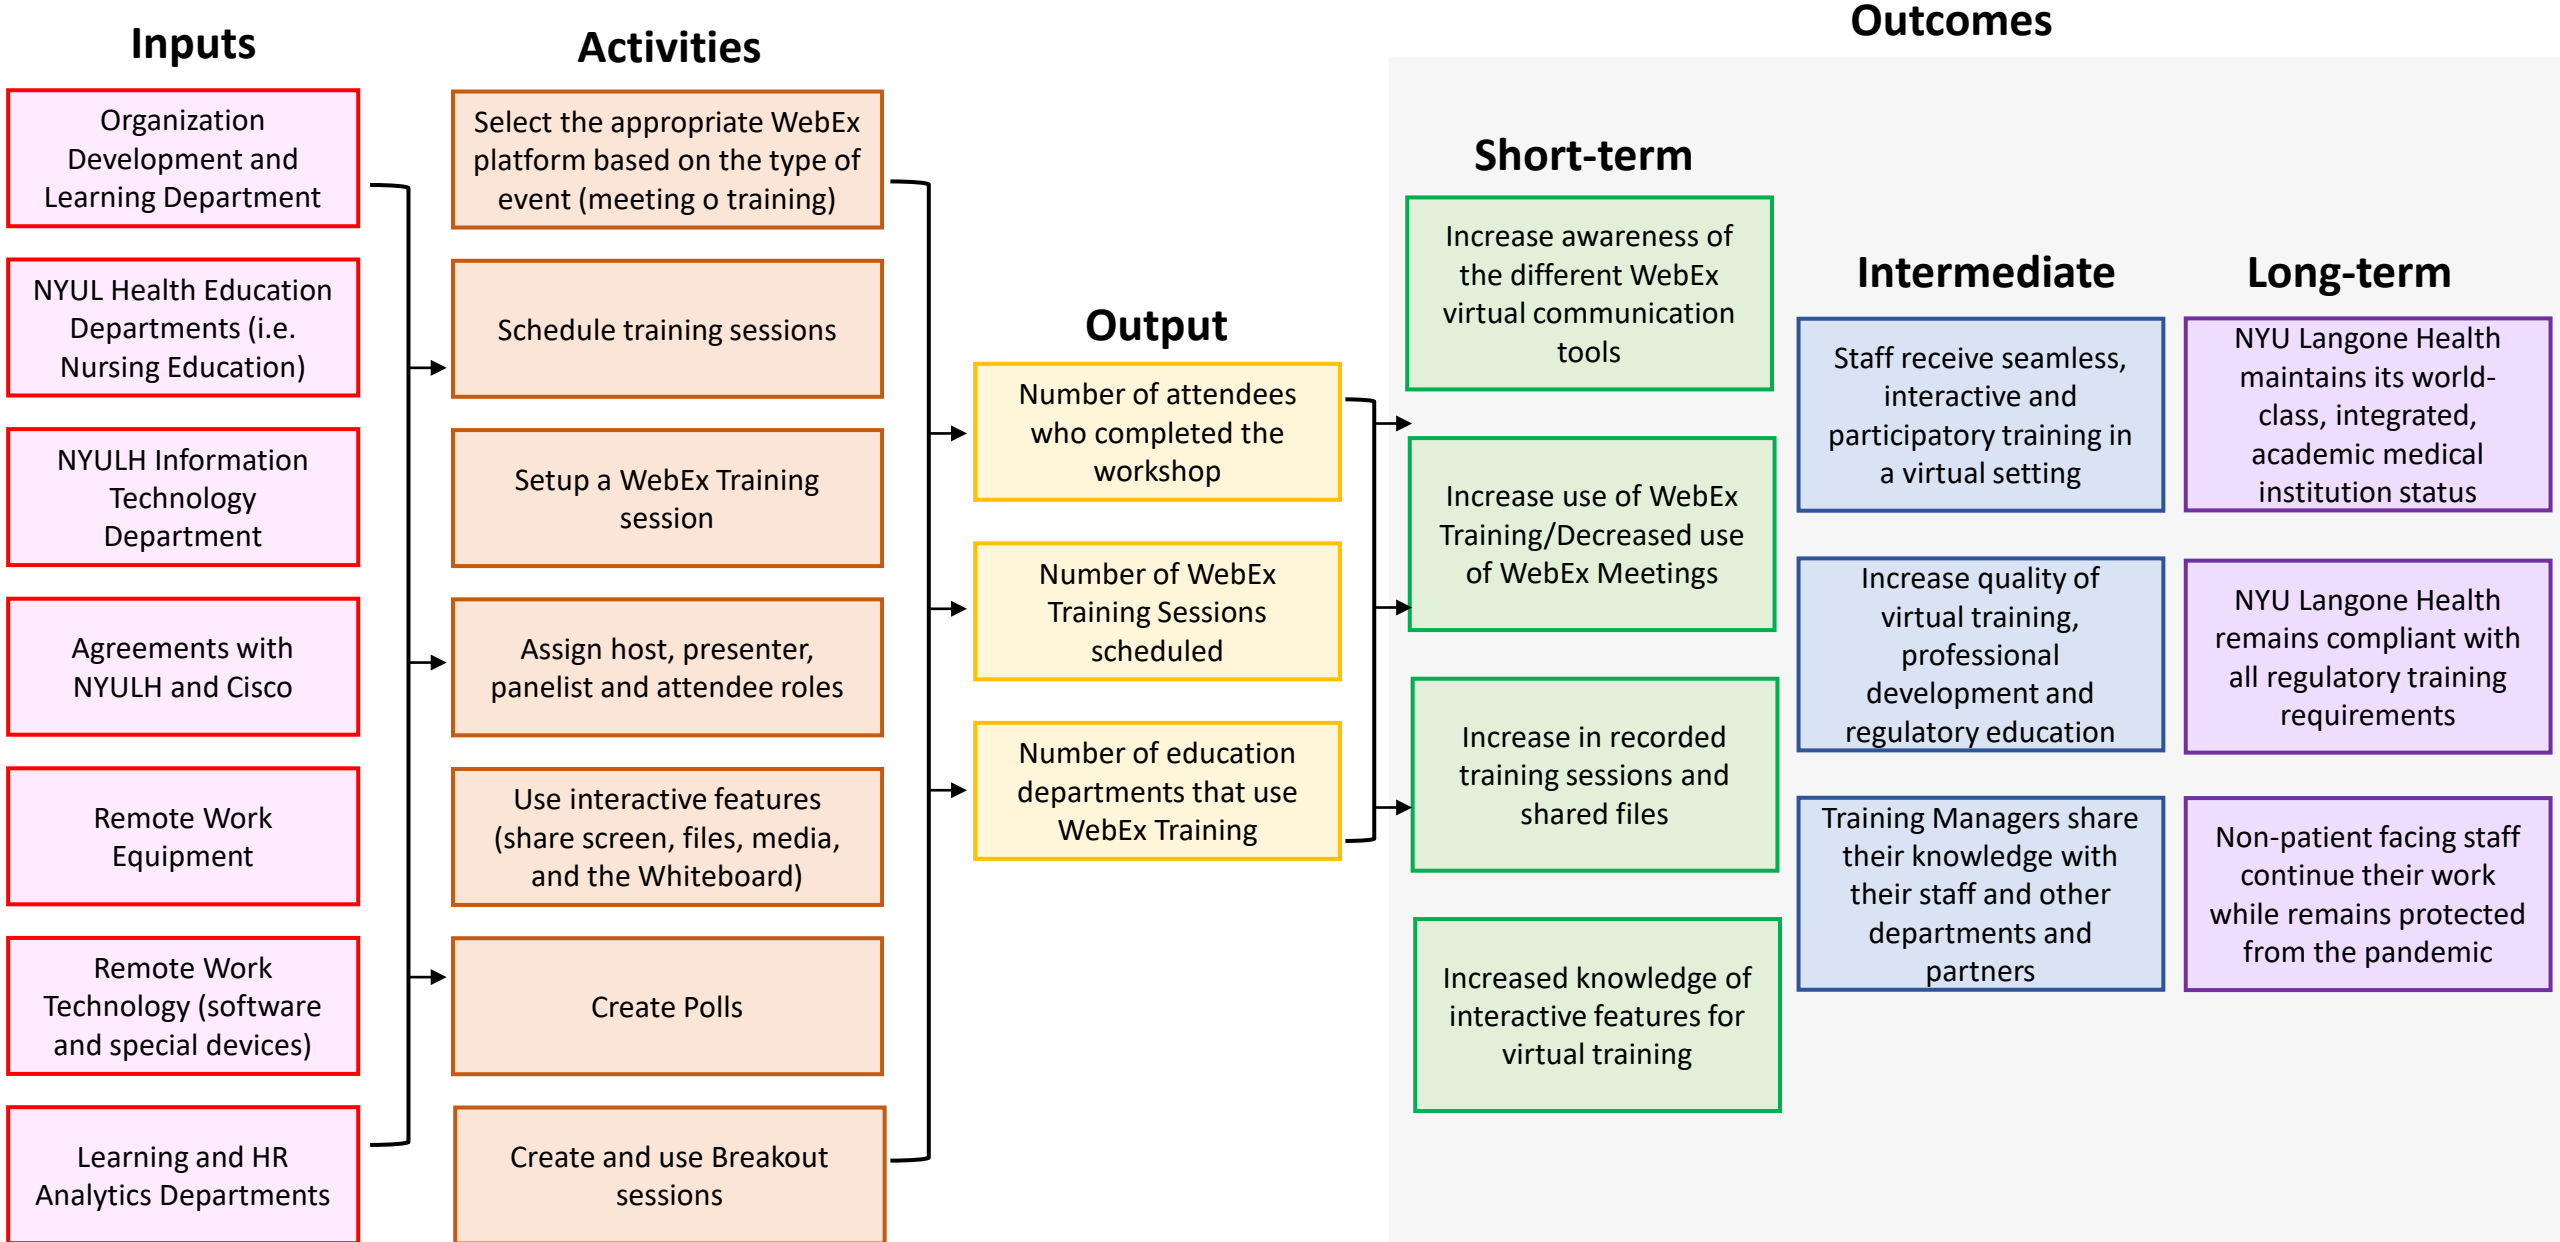 Outcomes
Inputs
Organization
Development and
Learning Department
NYUL Health Education
Departments (i.e.
Nursing Education)
NYULH Information
Technology
Department
Agreements with
NYULH and Cisco
Remote Work
Equipment
Remote Work
Technology (software
and special devices)
Learning and HR
Analytics Departments
Activities
Select the appropriate WebEx
platform based on the type of
event (meeting o training)
Schedule training sessions
Setup a WebEx Training
session
Assign host, presenter,
panelist and attendee roles
Use interactive features
(share screen, files, media,
and the Whiteboard)
Create Polls
Create and use Breakout
sessions
Output
Number of attendees
who completed the
workshop
Number of WebEx
Training Sessions
scheduled
Number of education
departments that use
WebEx Training
Short-term
Increase awareness of
the different WebEx
virtual communication
tools
Increase use of WebEx
Training/Decreased use
of WebEx Meetings
Increase in recorded
training sessions and
shared files
Increased knowledge of
interactive features for
virtual training
Intermediate
Staff receive seamless,
interactive and
participatory training in
a virtual setting
Increase quality of
virtual training,
professional
development and
regulatory education
Training Managers share
their knowledge with
their staff and other
departments and
partners
Long-term
NYU Langone Health
maintains its world-
class, integrated,
academic medical
institution status
NYU Langone Health
remains compliant with
all regulatory training
requirements
Non-patient facing staff
continue their work
while remains protected
from the pandemic